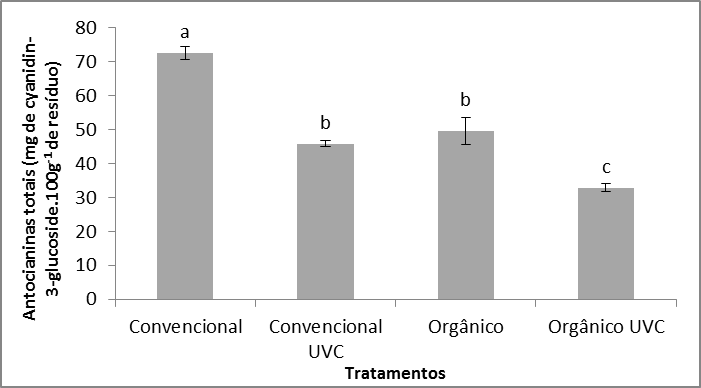 Antocianinas totais (mg de cyanidin-
3-glucoside.100g⁻¹ de resíduo)
80
70
60
50
40
30
20
10
0
a
b
b
c
Convencional
Convencional
UVC
Orgânico
Orgânico UVC
Tratamentos